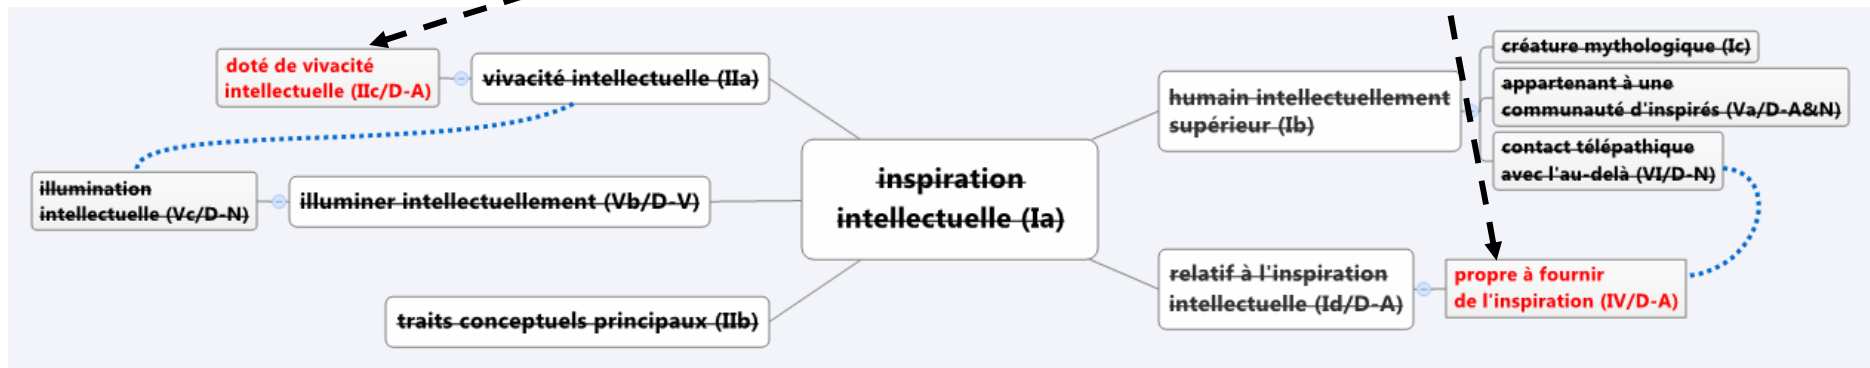 doté de vivacité
intellectuelle (IIc/D-A)
vivacité intellectuelle (IIa)
illumination
intellectuelle (Vc/D-N)
illuminer intellectuellement (Vb/D-V)
traits conceptuels principaux (IIb)
inspiration
intellectuelle (Ia)
humain intellectuellement
supérieur (Ib)
créature mythologique (Ic)
appartenant à une
communauté d'inspirés (Va/D-A&N)
contact télépathique
avec l'au-delà (VI/D-N)
relatif à l'inspiration
intellectuelle (Id/D-A)
propre à fournir
de l'inspiration (IV/D-A)